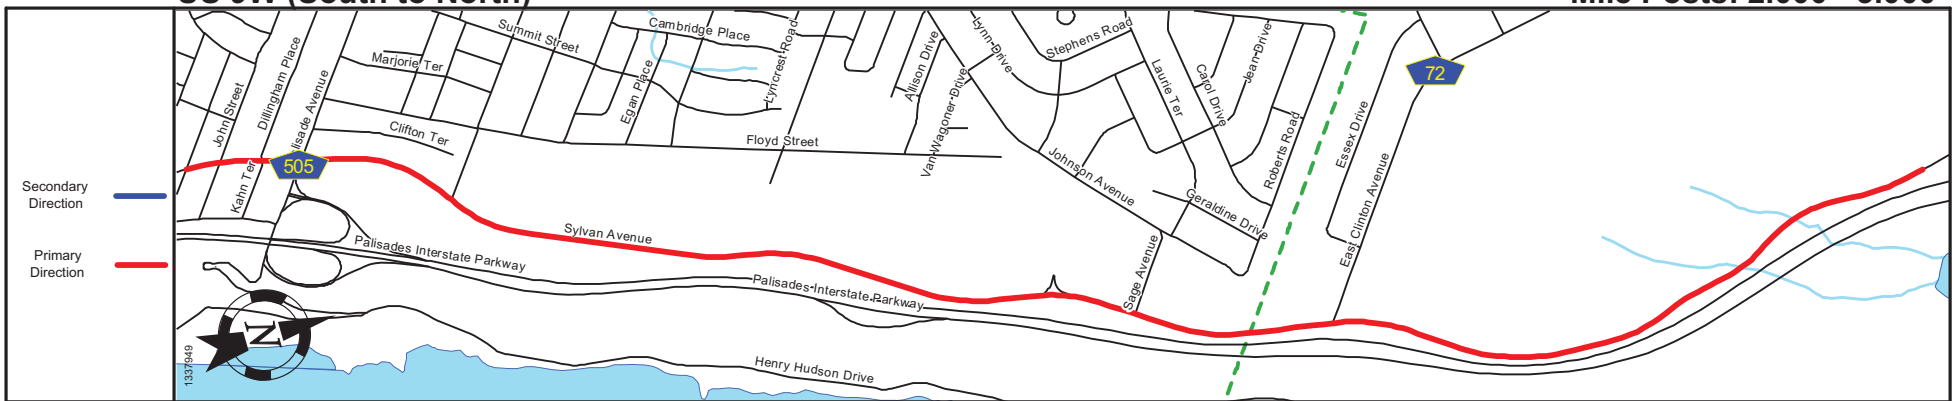 Secondary
Direction
Primary
Direction
John Street
Dillingham Place
Kahn Ter
505
Marjorie Ter
Clifton Ter
Summit Street
Cambridge Place
Egan Place
Lyncrest Road
Floyd Street
Allison Drive
Van Wagoner Drive
Lynn Drive
Stephens Road
Laurie Ter
Carol Drive
Jean Drive
Roberts Road
Johnson Avenue
Geraldine Drive
Sage Avenue
Essex Drive
East Clinton Avenue
72
Sylvan Avenue
Palisades Interstate Parkway
Palisades Interstate Parkway
Henry Hudson Drive
N
1337949